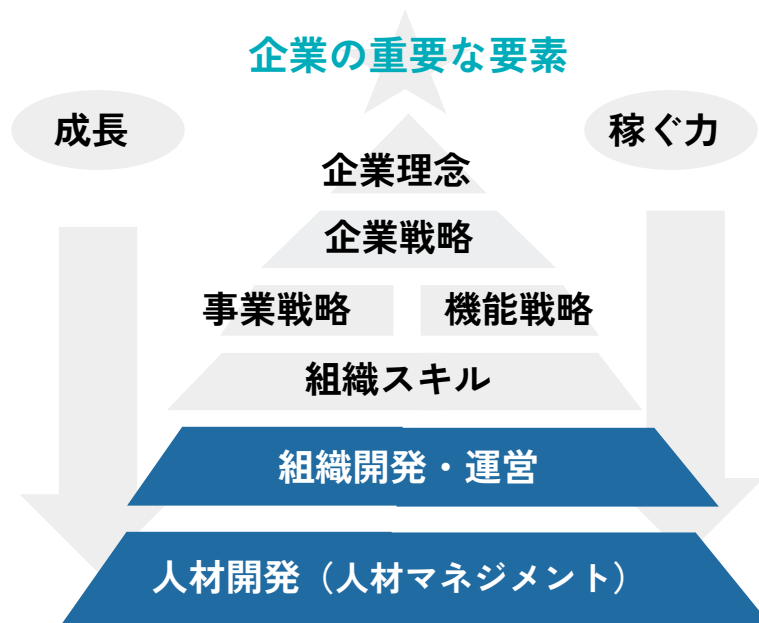 企業の重要な要素
成長
稼ぐ力
企業理念
企業戦略
事業戦略
機能戦略
組織スキル
組織開発・運営
人材開発（人材マネジメント）